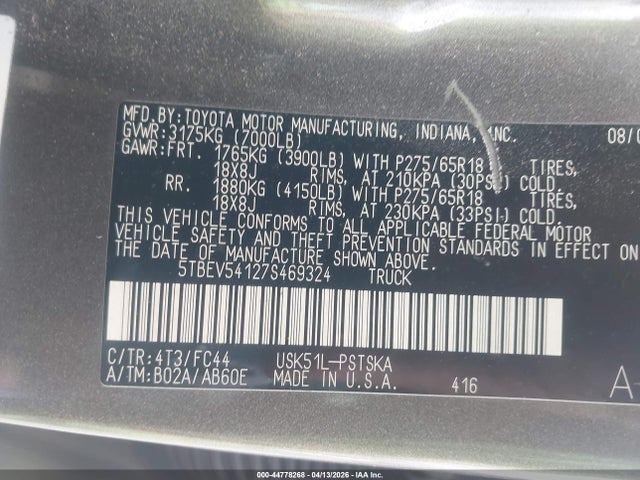 MFD.BY:TOYOTA MOTOR MANUFACTURING, INDIANA, INC. 08/0
GVWR:3175KG (7000LB)
GAWR:FRT. 1765KG (3900LB) WITH P275/65R18 TIRES,
18X8J RIMS, AT 210KPA (30PSI) COLD.
RR. 1880KG (4150LB) WITH P275/65R18 TIRES,
18X8J RIMS, AT 230KPA (33PSI) COLD.
THIS VEHICLE CONFORMS TO ALL APPLICABLE FEDERAL MOTOR
VEHICLE SAFETY AND THEFT PREVENTION STANDARDS IN EFFECT ON
THE DATE OF MANUFACTURE SHOWN ABOVE.
5TBEV54127S469324 TRUCK
C/TR:4T3/FC44 USK51L-PSTSKA
A/TM:B02A/AB60E MADE IN U.S.A. 416 A
000-44778268 - 04/13/2026 - IAA Inc.